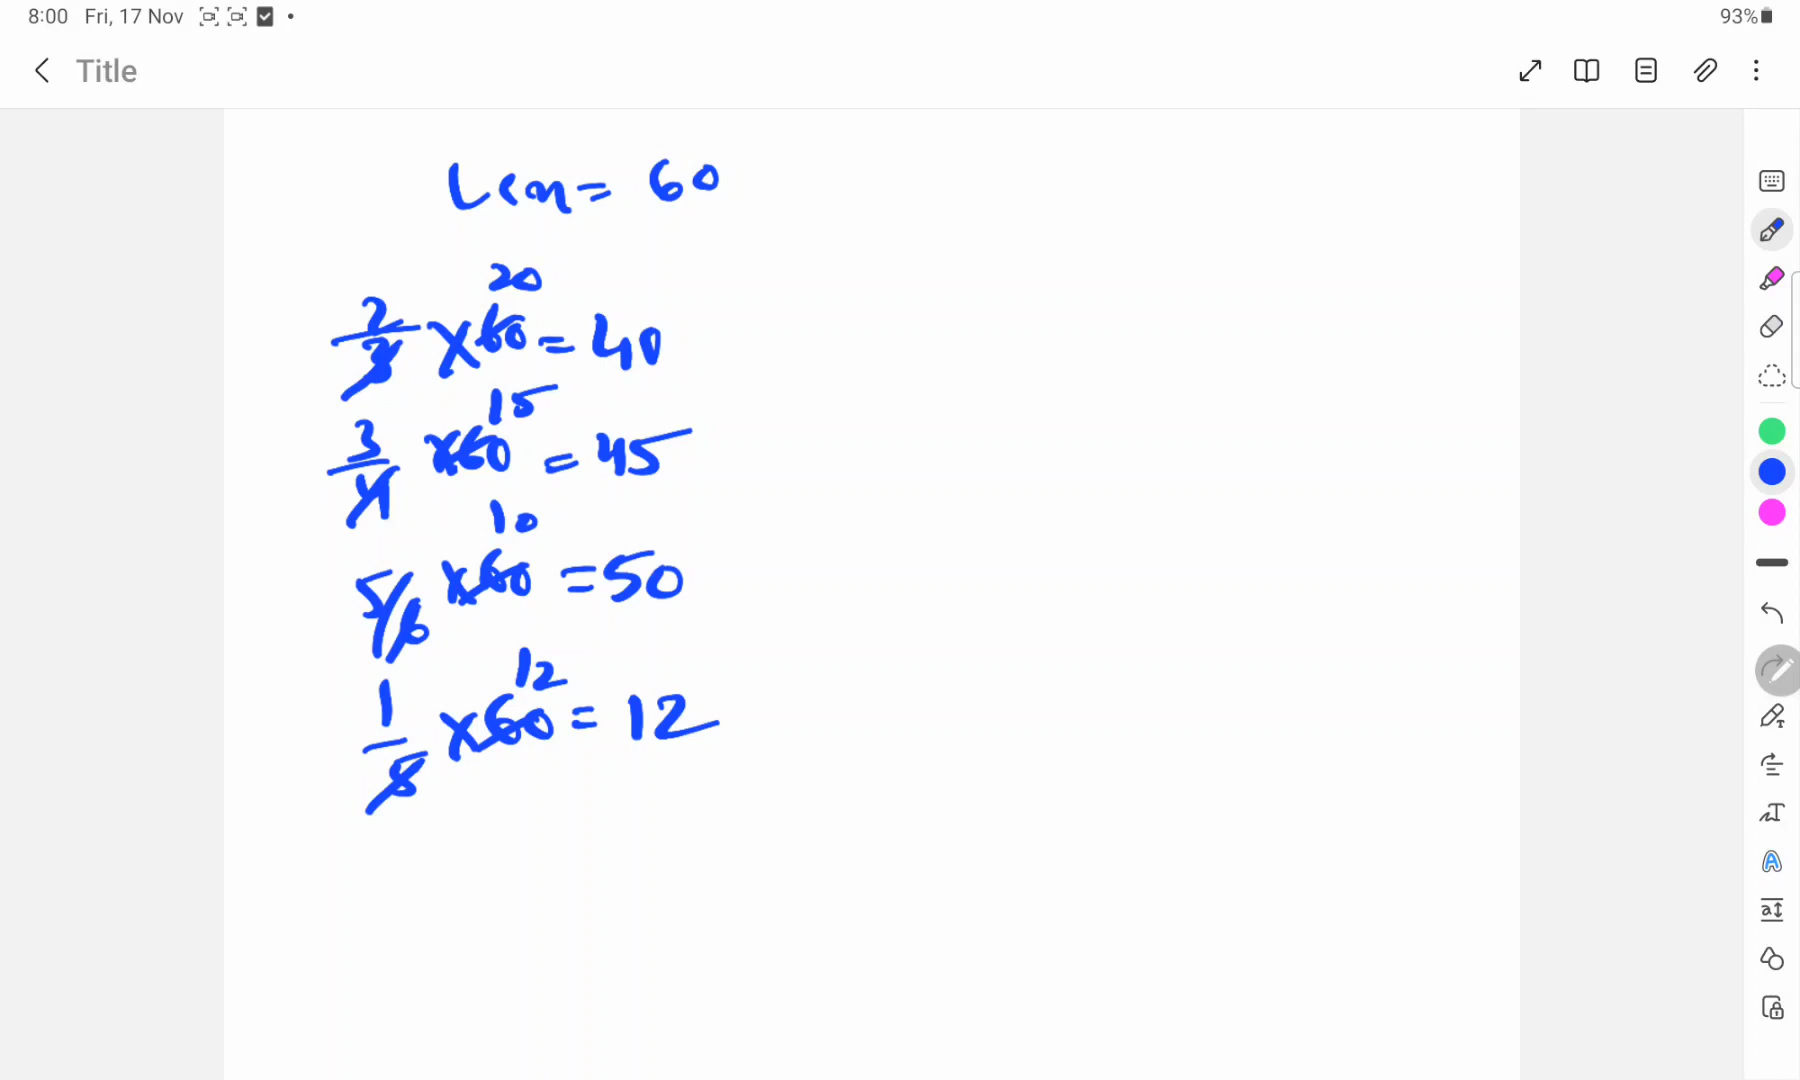 8:00 Fri, 17 Nov 93%
Title
Lcm = 60
20
2/3 x 60 = 40
15
3/4 x 60 = 45
10
5/6 x 60 = 50
12
1/5 x 60 = 12